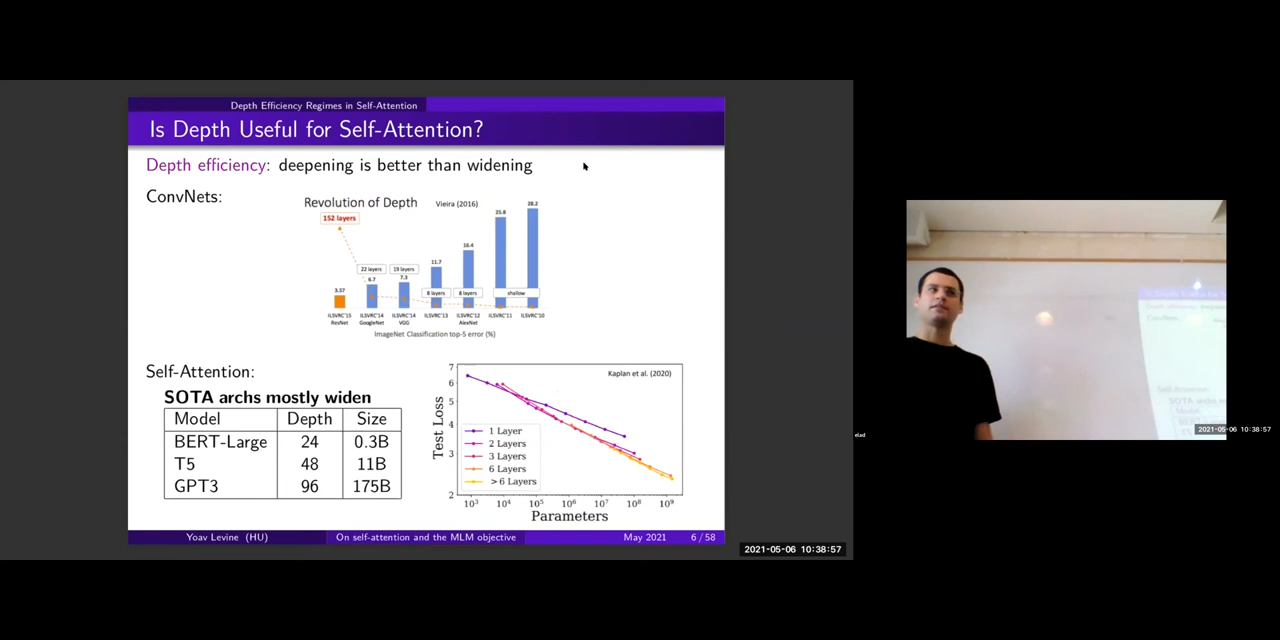 Depth Efficiency Regimes in Self-Attention
Is Depth Useful for Self-Attention?
Depth efficiency: deepening is better than widening
ConvNets:
Revolution of Depth
Vieira (2016)
152 layers
28.2
25.8
16.4
11.7
22 layers
19 layers
6.7
7.3
3.57
8 layers
8 layers
shallow
ILSVRC'15
ResNet
ILSVRC'14
GoogleNet
ILSVRC'14
VGG
ILSVRC'13
ILSVRC'12
AlexNet
ILSVRC'11
ILSVRC'10
ImageNet Classification top-5 error (%)
Self-Attention:
SOTA archs mostly widen
Model Depth Size
BERT-Large 24 0.3B
T5 48 11B
GPT3 96 175B
Kaplan et al. (2020)
Test Loss
7
6
5
4
3
2
1 Layer
2 Layers
3 Layers
6 Layers
> 6 Layers
10³ 10⁴ 10⁵ 10⁶ 10⁷ 10⁸ 10⁹
Parameters
Yoav Levine (HU) On self-attention and the MLM objective May 2021 6 / 58
2021-05-06 10:38:57
elad
2021-05-06 10:38:57